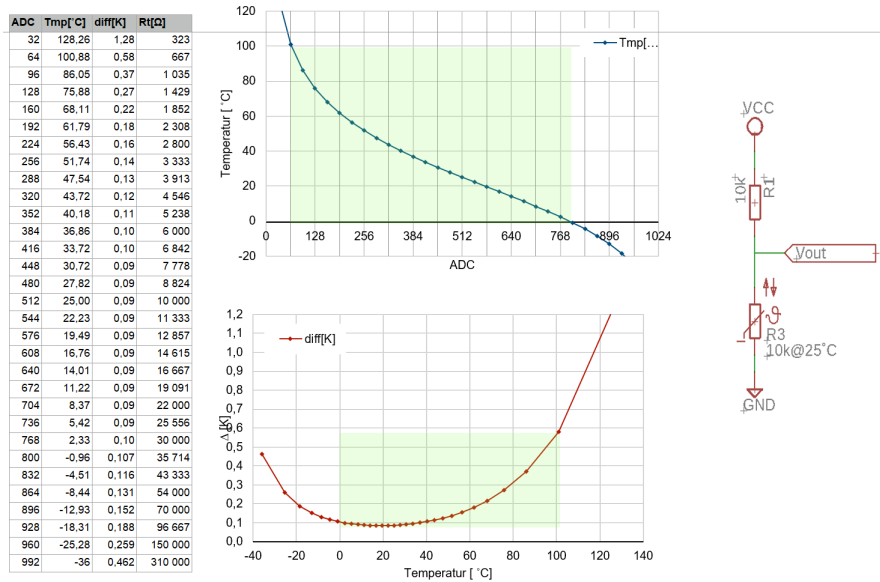 ADC Tmp[°C] diff[K] Rt[Ω]
32 128,26 1,28 323
64 100,88 0,58 667
96 86,05 0,37 1 035
128 75,88 0,27 1 429
160 68,11 0,22 1 852
192 61,79 0,18 2 308
224 56,43 0,16 2 800
256 51,74 0,14 3 333
288 47,54 0,13 3 913
320 43,72 0,12 4 546
352 40,18 0,11 5 238
384 36,86 0,10 6 000
416 33,72 0,10 6 842
448 30,72 0,09 7 778
480 27,82 0,09 8 824
512 25,00 0,09 10 000
544 22,23 0,09 11 333
576 19,49 0,09 12 857
608 16,76 0,09 14 615
640 14,01 0,09 16 667
672 11,22 0,09 19 091
704 8,37 0,09 22 000
736 5,42 0,09 25 556
768 2,33 0,10 30 000
800 -0,96 0,107 35 714
832 -4,51 0,116 43 333
864 -8,44 0,131 54 000
896 -12,93 0,152 70 000
928 -18,31 0,188 96 667
960 -25,28 0,259 150 000
992 -36 0,462 310 000
Temperatur [ °C]
120
100
80
60
40
20
0
-20
Tmp[…
0 128 256 384 512 640 768 896 1024
ADC
Δ [K]
1,2
1,1
1,0
0,9
0,8
0,7
0,6
0,5
0,4
0,3
0,2
0,1
0,0
diff[K]
-40 -20 0 20 40 60 80 100 120 140
Temperatur [ °C]
VCC
10k
R1
Vout
ϑ
R3
10k@25°C
GND